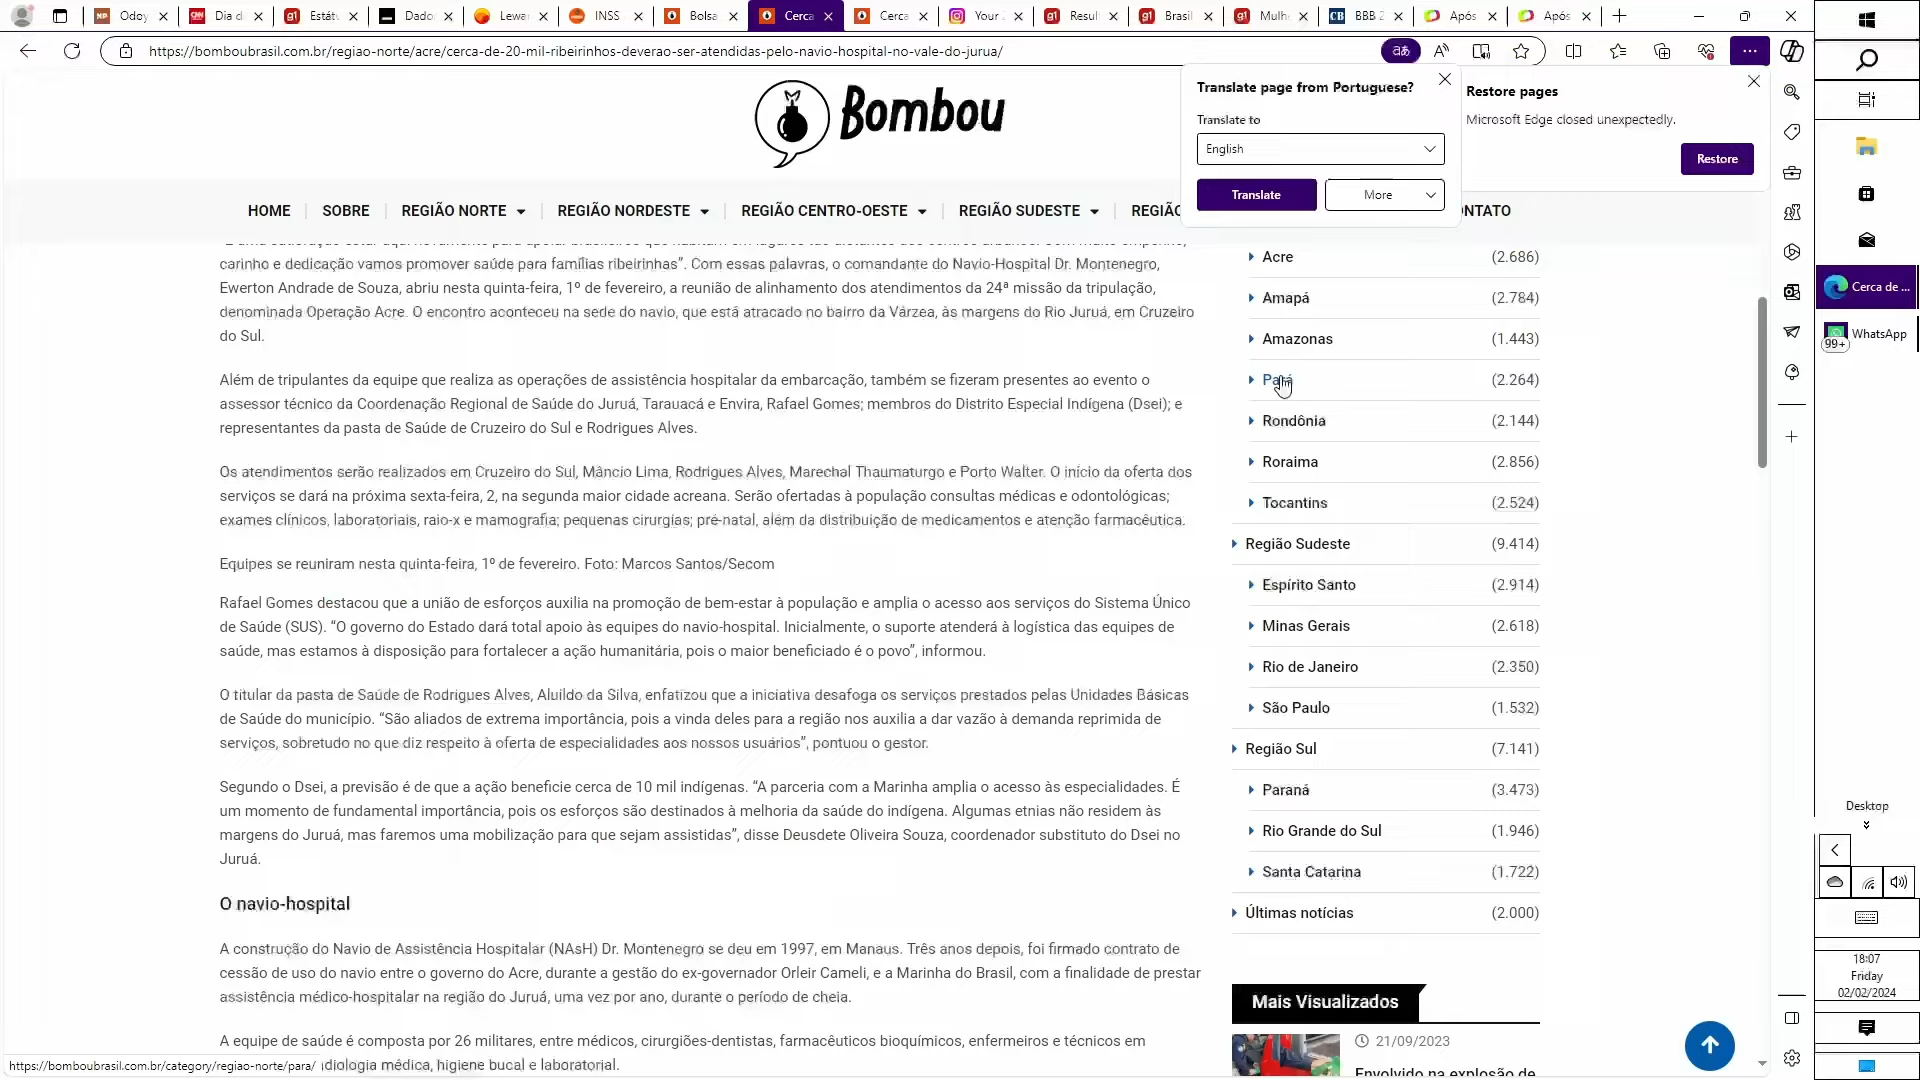 Odoy
Dia d
Estátu
Dado
Lewa
INSS
Bolsa
Cerca
Cerca
Your
Resul
Brasil
Mulh
BBB 2
Após
Após
https://bomboubrasil.com.br/regiao-norte/acre/cerca-de-20-mil-ribeirinhos-deverao-ser-atendidas-pelo-navio-hospital-no-vale-do-jurua/
Bombou
Translate page from Portuguese?
Translate to
English
Translate
More
Restore pages
Microsoft Edge closed unexpectedly.
Restore
HOME
SOBRE
REGIÃO NORTE
REGIÃO NORDESTE
REGIÃO CENTRO-OESTE
REGIÃO SUDESTE
REGIÃO
ONTATO
carinho e dedicação vamos promover saúde para famílias ribeirinhas”. Com essas palavras, o comandante do Navio-Hospital Dr. Montenegro,
Ewerton Andrade de Souza, abriu nesta quinta-feira, 1º de fevereiro, a reunião de alinhamento dos atendimentos da 24ª missão da tripulação,
denominada Operação Acre. O encontro aconteceu na sede do navio, que está atracado no bairro da Várzea, às margens do Rio Juruá, em Cruzeiro
do Sul.
Além de tripulantes da equipe que realiza as operações de assistência hospitalar da embarcação, também se fizeram presentes ao evento o
assessor técnico da Coordenação Regional de Saúde do Juruá, Tarauacá e Envira, Rafael Gomes; membros do Distrito Especial Indígena (Dsei); e
representantes da pasta de Saúde de Cruzeiro do Sul e Rodrigues Alves.
Os atendimentos serão realizados em Cruzeiro do Sul, Mâncio Lima, Rodrigues Alves, Marechal Thaumaturgo e Porto Walter. O início da oferta dos
serviços se dará na próxima sexta-feira, 2, na segunda maior cidade acreana. Serão ofertadas à população consultas médicas e odontológicas;
exames clínicos, laboratoriais, raio-x e mamografia; pequenas cirurgias; pré-natal, além da distribuição de medicamentos e atenção farmacêutica.
Equipes se reuniram nesta quinta-feira, 1º de fevereiro. Foto: Marcos Santos/Secom
Rafael Gomes destacou que a união de esforços auxilia na promoção de bem-estar à população e amplia o acesso aos serviços do Sistema Único
de Saúde (SUS). “O governo do Estado dará total apoio às equipes do navio-hospital. Inicialmente, o suporte atenderá à logística das equipes de
saúde, mas estamos à disposição para fortalecer a ação humanitária, pois o maior beneficiado é o povo”, informou.
O titular da pasta de Saúde de Rodrigues Alves, Aluildo da Silva, enfatizou que a iniciativa desafoga os serviços prestados pelas Unidades Básicas
de Saúde do município. “São aliados de extrema importância, pois a vinda deles para a região nos auxilia a dar vazão à demanda reprimida de
serviços, sobretudo no que diz respeito à oferta de especialidades aos nossos usuários”, pontuou o gestor.
Segundo o Dsei, a previsão é de que a ação beneficie cerca de 10 mil indígenas. “A parceria com a Marinha amplia o acesso às especialidades. É
um momento de fundamental importância, pois os esforços são destinados à melhoria da saúde do indígena. Algumas etnias não residem às
margens do Juruá, mas faremos uma mobilização para que sejam assistidas”, disse Deusdete Oliveira Souza, coordenador substituto do Dsei no
Juruá.
O navio-hospital
A construção do Navio de Assistência Hospitalar (NAsH) Dr. Montenegro se deu em 1997, em Manaus. Três anos depois, foi firmado contrato de
cessão de uso do navio entre o governo do Acre, durante a gestão do ex-governador Orleir Cameli, e a Marinha do Brasil, com a finalidade de prestar
assistência médico-hospitalar na região do Juruá, uma vez por ano, durante o período de cheia.
A equipe de saúde é composta por 26 militares, entre médicos, cirurgiões-dentistas, farmacêuticos bioquímicos, enfermeiros e técnicos em
diologia médica, higiene bucal e laboratorial.
https://bomboubrasil.com.br/category/regiao-norte/para/
Acre (2.686)
Amapá (2.784)
Amazonas (1.443)
Pará (2.264)
Rondônia (2.144)
Roraima (2.856)
Tocantins (2.524)
Região Sudeste (9.414)
Espírito Santo (2.914)
Minas Gerais (2.618)
Rio de Janeiro (2.350)
São Paulo (1.532)
Região Sul (7.141)
Paraná (3.473)
Rio Grande do Sul (1.946)
Santa Catarina (1.722)
Últimas notícias (2.000)
Mais Visualizados
21/09/2023
Envolvido na explosão de
Cerca de ...
WhatsApp
99+
Desktop
18:07
Friday
02/02/2024